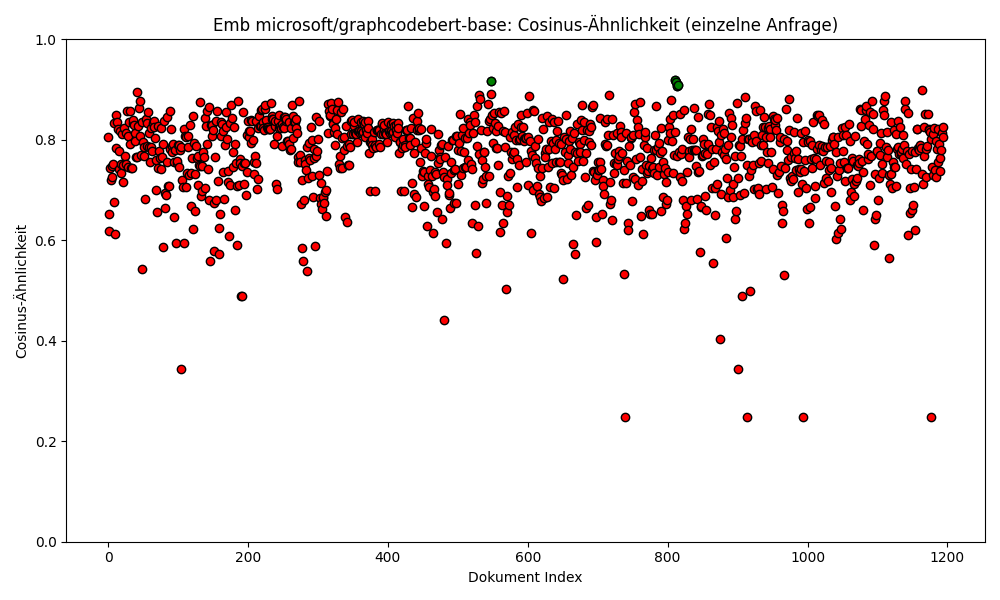 Emb microsoft/graphcodebert-base: Cosinus-Ähnlichkeit (einzelne Anfrage)
1.0
0.8
0.6
0.4
0.2
0.0
Cosinus-Ähnlichkeit
0 200 400 600 800 1000 1200
Dokument Index